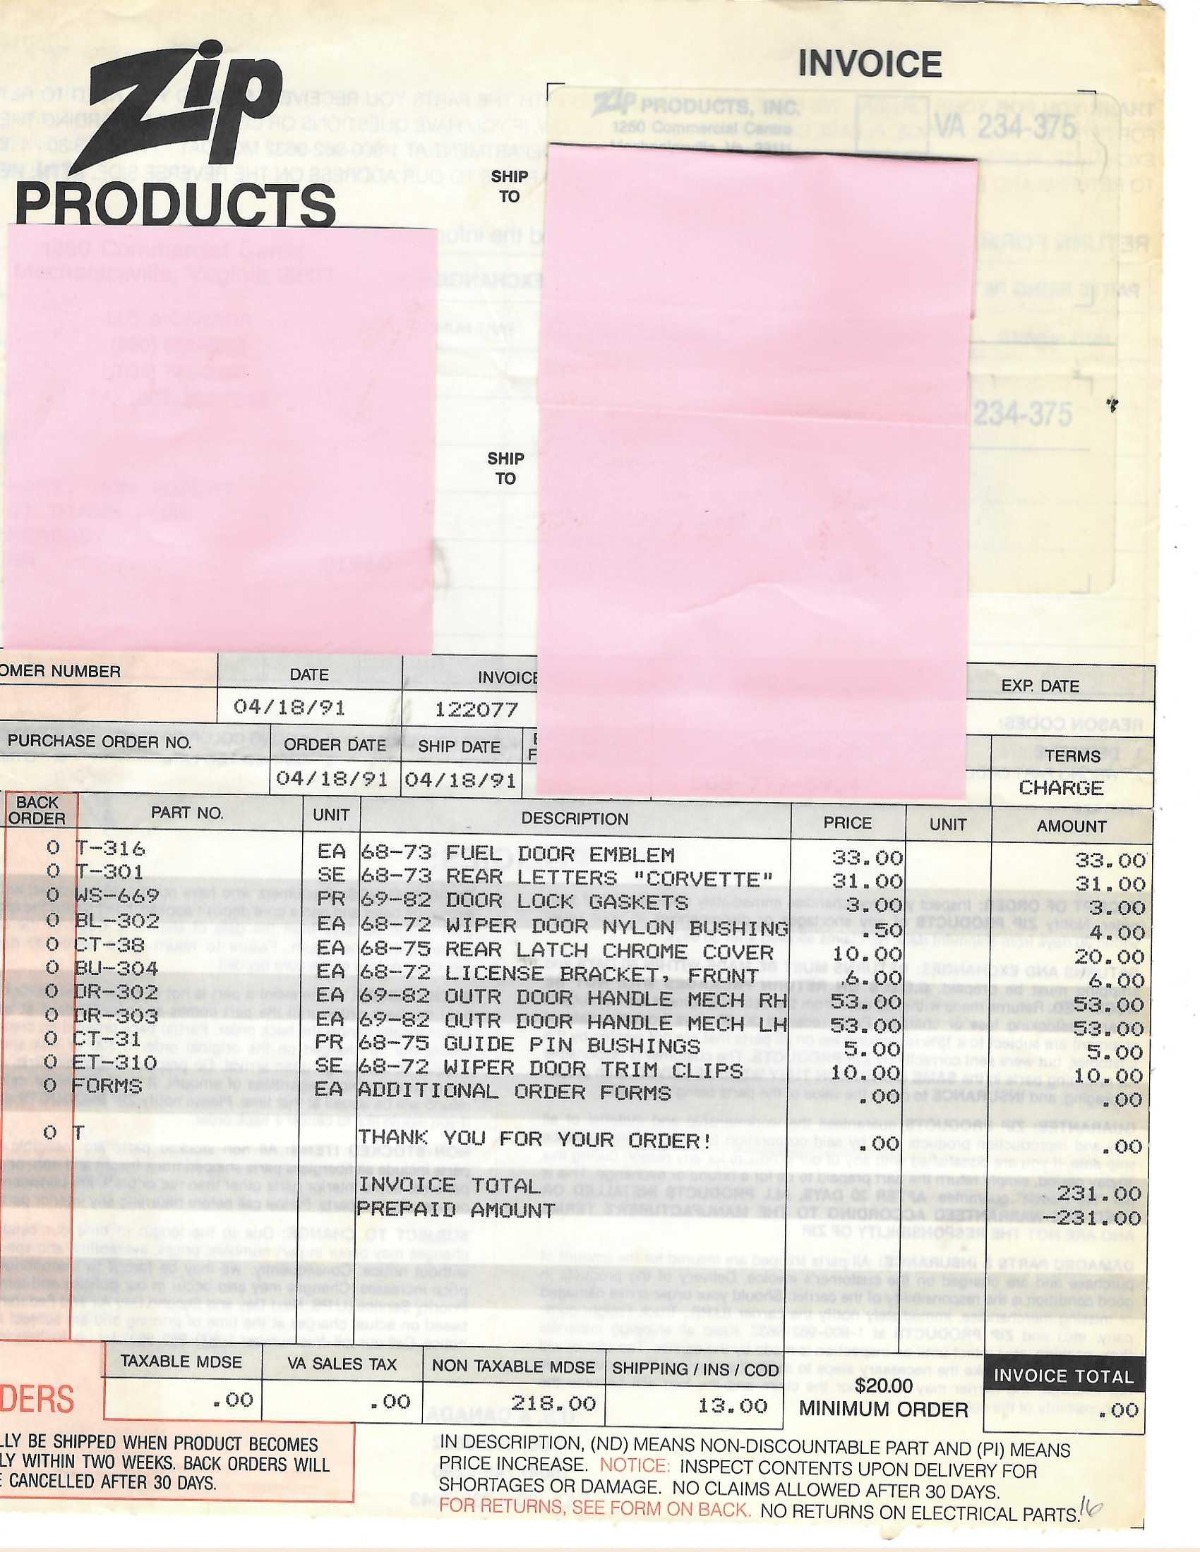 Zip
PRODUCTS
INVOICE
Zip PRODUCTS, INC.
1250 Commercial Centre
VA 234-375
SHIP
TO
SHIP
TO
234-375
OMER NUMBER DATE INVOICE EXP. DATE
04/18/91 122077
PURCHASE ORDER NO. ORDER DATE SHIP DATE TERMS
04/18/91 04/18/91 CHARGE
BACK ORDER PART NO. UNIT DESCRIPTION PRICE UNIT AMOUNT
0 T-316 EA 68-73 FUEL DOOR EMBLEM 33.00 33.00
0 T-301 SE 68-73 REAR LETTERS "CORVETTE" 31.00 31.00
0 WS-669 PR 69-82 DOOR LOCK GASKETS 3.00 3.00
0 BL-302 EA 68-72 WIPER DOOR NYLON BUSHING .50 4.00
0 CT-38 EA 68-75 REAR LATCH CHROME COVER 10.00 20.00
0 BU-304 EA 68-72 LICENSE BRACKET, FRONT 6.00 6.00
0 DR-302 EA 69-82 OUTR DOOR HANDLE MECH RH 53.00 53.00
0 DR-303 EA 69-82 OUTR DOOR HANDLE MECH LH 53.00 53.00
0 CT-31 PR 68-75 GUIDE PIN BUSHINGS 5.00 5.00
0 ET-310 SE 68-72 WIPER DOOR TRIM CLIPS 10.00 10.00
0 FORMS EA ADDITIONAL ORDER FORMS .00 .00
0 T THANK YOU FOR YOUR ORDER! .00 .00
INVOICE TOTAL 231.00
PREPAID AMOUNT -231.00
TAXABLE MDSE VA SALES TAX NON TAXABLE MDSE SHIPPING / INS / COD INVOICE TOTAL
DERS .00 .00 218.00 13.00 $20.00 MINIMUM ORDER .00
LLY BE SHIPPED WHEN PRODUCT BECOMES
LY WITHIN TWO WEEKS. BACK ORDERS WILL
E CANCELLED AFTER 30 DAYS.
IN DESCRIPTION, (ND) MEANS NON-DISCOUNTABLE PART AND (PI) MEANS
PRICE INCREASE. NOTICE: INSPECT CONTENTS UPON DELIVERY FOR
SHORTAGES OR DAMAGE. NO CLAIMS ALLOWED AFTER 30 DAYS.
FOR RETURNS, SEE FORM ON BACK. NO RETURNS ON ELECTRICAL PARTS. 16